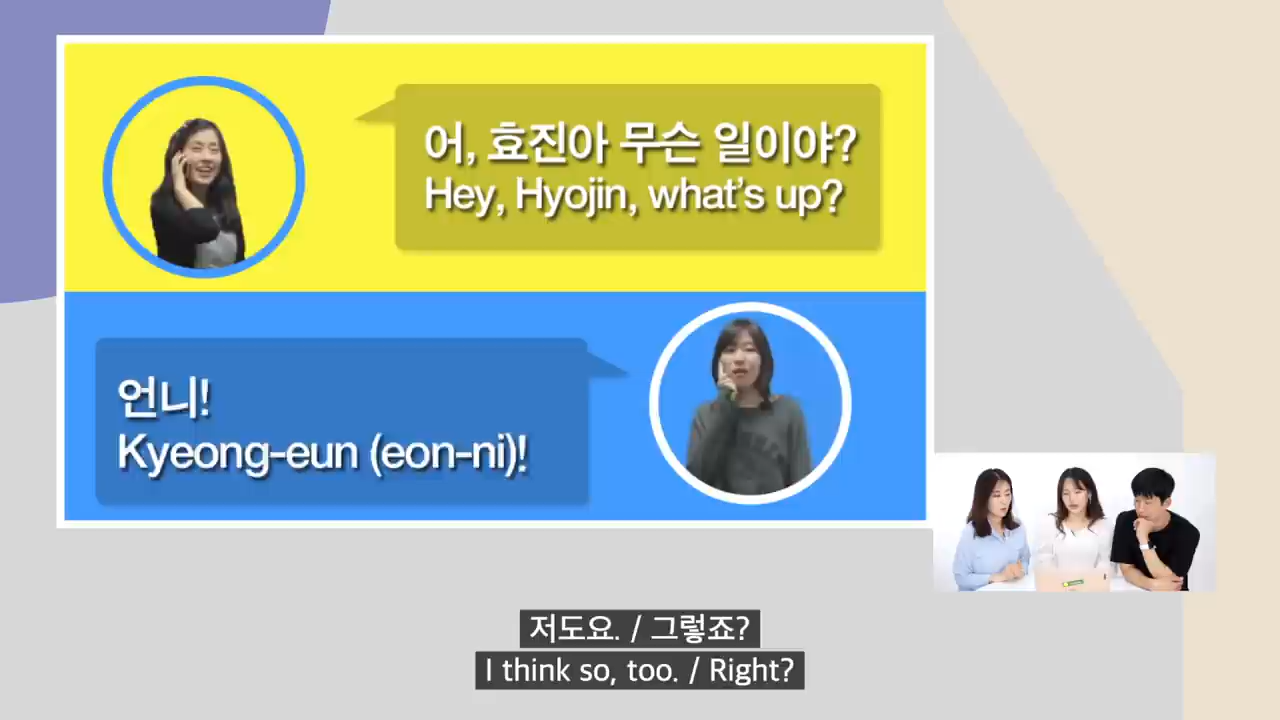 어, 효진아 무슨 일이야?
Hey, Hyojin, what's up?
언니!
Kyeong-eun (eon-ni)!
저도요. / 그렇죠?
I think so, too. / Right?